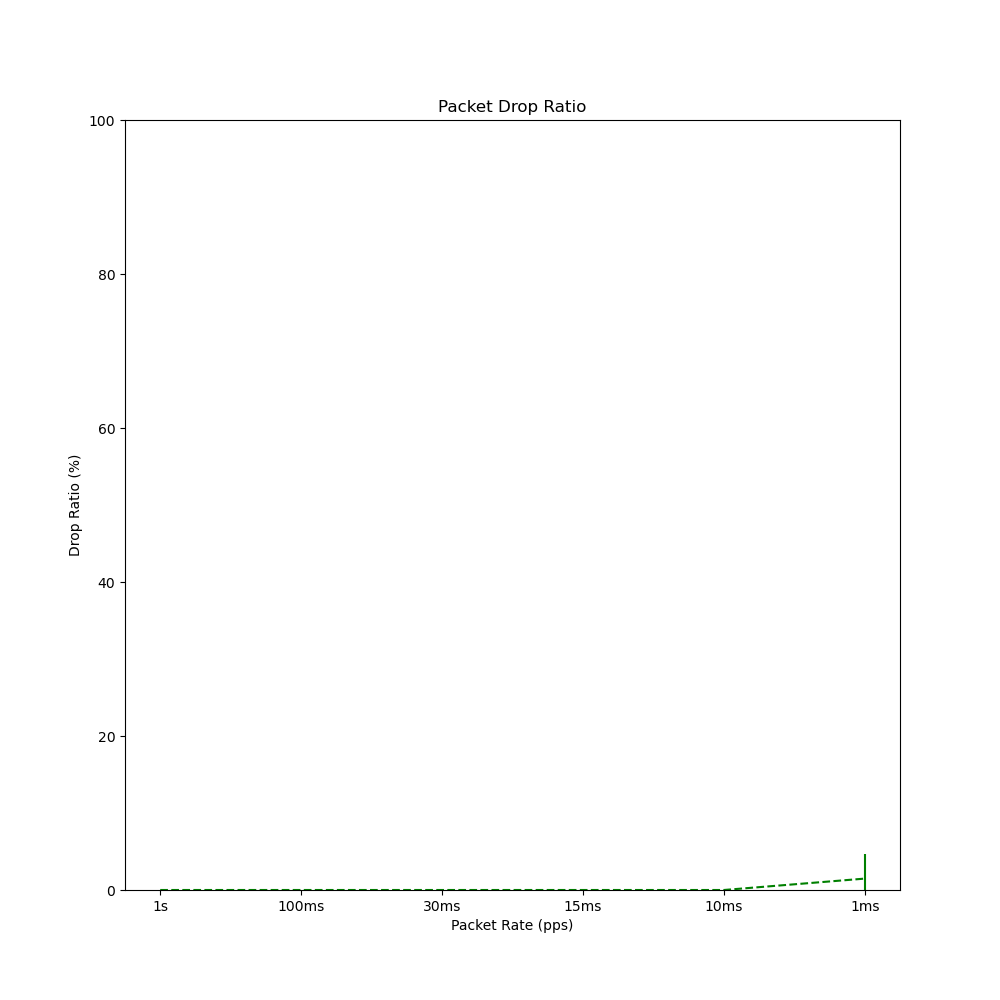 Packet Drop Ratio
100
80
60
40
20
0
Drop Ratio (%)
1s 100ms 30ms 15ms 10ms 1ms
Packet Rate (pps)